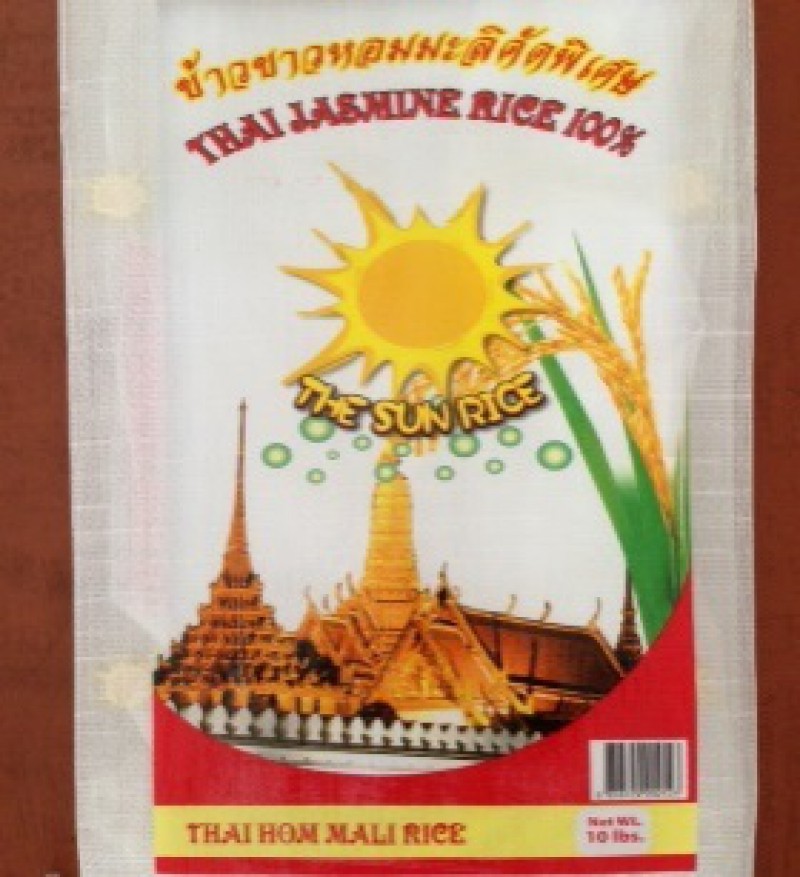 ข้าวขาวหอมมะลิคัดพิเศษ
THAI JASMINE RICE 100%
THE SUN RICE
THAI HOM MALI RICE
Net Wt.
10 lbs.